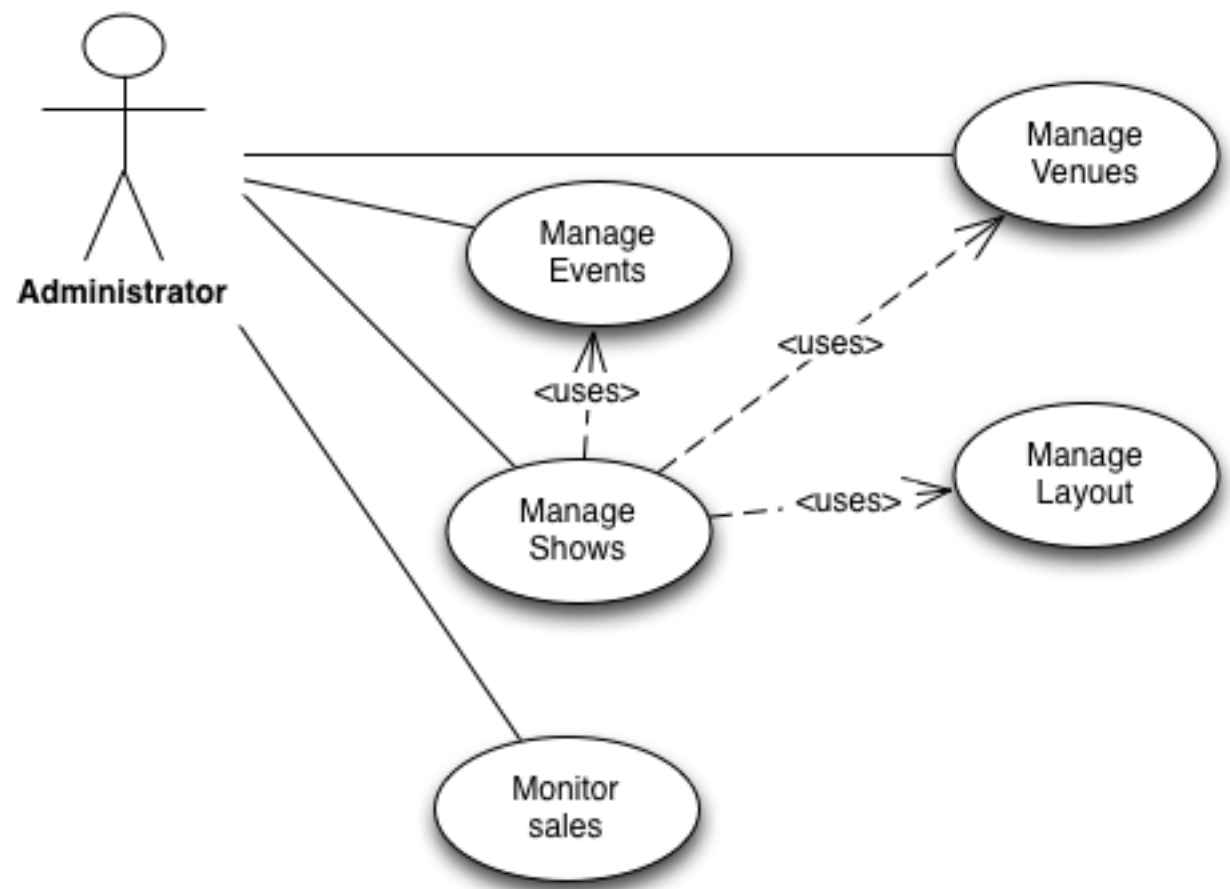 Manage
Venues
Manage
Events
Administrator
<uses>
<uses>
Manage
Layout
<uses>
Manage
Shows
Monitor
sales